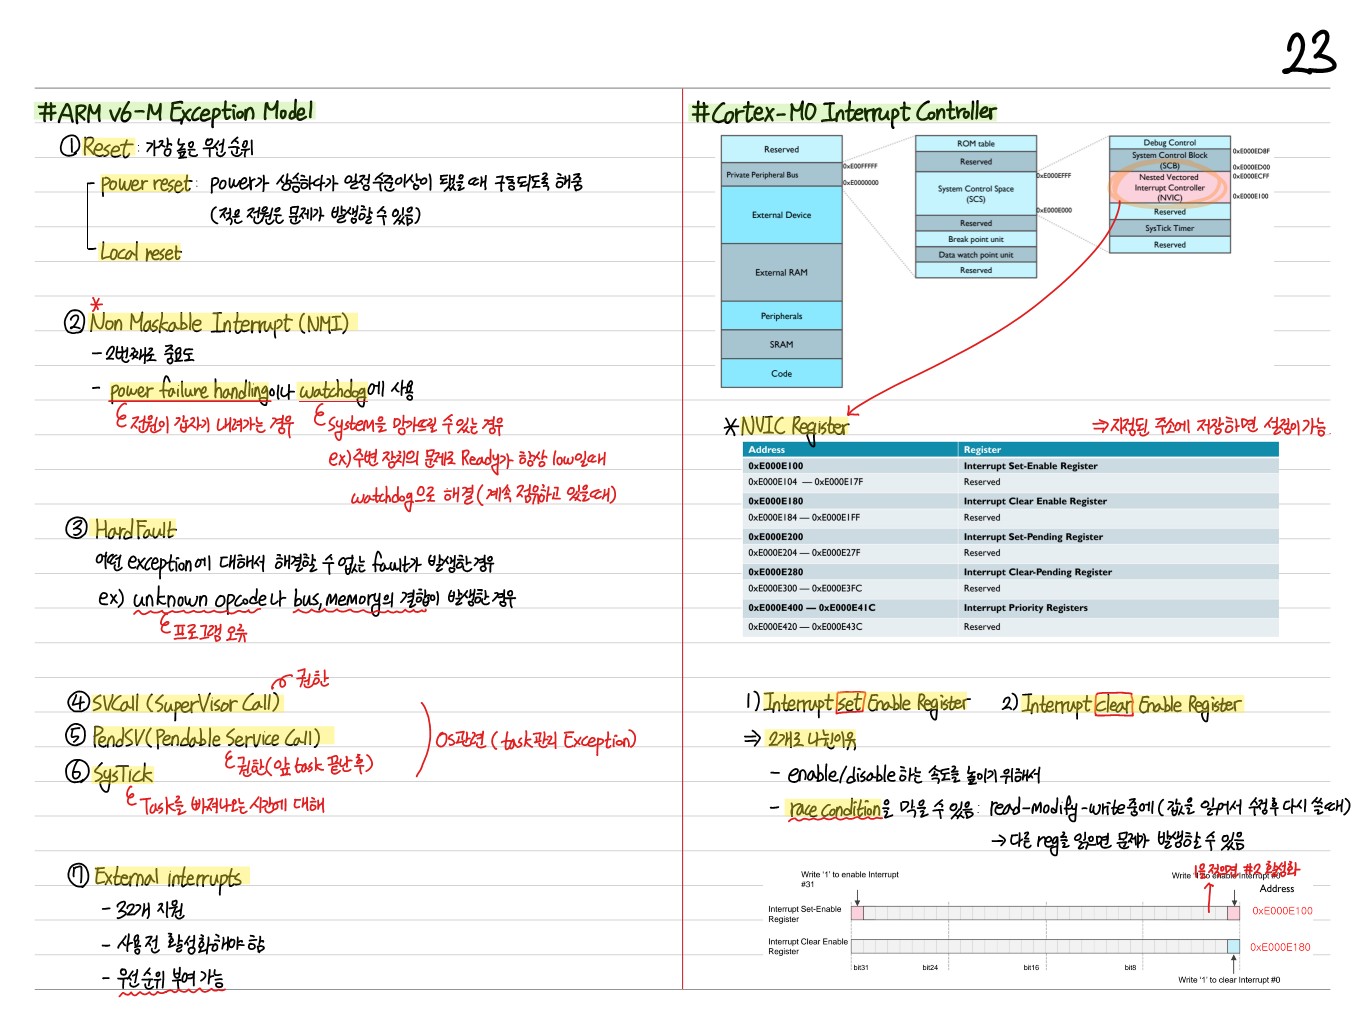 23
#ARM v6-M Exception Model
① Reset : 가장 높은 우선순위
power reset : power가 상승하다가 일정수준이상이 됐을때 구동되도록 해줌
(적은 전원은 문제가 발생할 수 있음)
Local reset
*
② Non Maskable Interrupt (NMI)
- 2번째로 중요도
- power failure handling이나 watchdog에 사용
전원이 갑자기 내려가는 경우
System을 망가뜨릴 수 있는 경우
ex) 주변 장치의 문제로 Ready가 항상 low일때
watchdog으로 해결 (계속 점유하고 있을때)
③ HardFault
어떤 exception에 대해서 해결할 수 없는 fault가 발생한 경우
ex) unknown opcode나 bus, memory의 결함이 발생한 경우
프로그램 오류
권한
④ SVCall (SuperVisor Call)
⑤ PendSV (Pendable Service Call)
OS관련 (task관리 Exception)
권한(앞 task 끝난 후)
⑥ SysTick
Task를 빠져나오는 시간에 대해
⑦ External interrupts
- 32개 지원
- 사용 전 활성화해야 함
- 우선순위 부여 가능
#Cortex-M0 Interrupt Controller
Reserved
Private Peripheral Bus
External Device
External RAM
Peripherals
SRAM
Code
0xE00FFFFF
0xE0000000
ROM table
Reserved
System Control Space
(SCS)
Reserved
Break point unit
Data watch point unit
Reserved
0xE000EFFF
0xE000E000
Debug Control
System Control Block
(SCB)
Nested Vectored
Interrupt Controller
(NVIC)
Reserved
SysTick Timer
Reserved
0xE000ED8F
0xE000ED00
0xE000ECFF
0xE000E100
* NVIC Register
⇒ 지정된 주소에 저장하면 설정이 가능
Address Register
0xE000E100 Interrupt Set-Enable Register
0xE000E104 — 0xE000E17F Reserved
0xE000E180 Interrupt Clear Enable Register
0xE000E184 — 0xE000E1FF Reserved
0xE000E200 Interrupt Set-Pending Register
0xE000E204 — 0xE000E27F Reserved
0xE000E280 Interrupt Clear-Pending Register
0xE000E300 — 0xE000E3FC Reserved
0xE000E400 — 0xE000E41C Interrupt Priority Registers
0xE000E420 — 0xE000E43C Reserved
1) Interrupt set Enable Register 2) Interrupt clear Enable Register
⇒ 2개로 나뉜이유
- enable/disable 하는 속도를 높이기 위해서
- race condition을 막을 수 있음 : read-modify-write중에 (값을 읽어서 수정후 다시 쓸때)
→ 다른 reg를 읽으면 문제가 발생할 수 있음
1을 적으면 #2 활성화
Write '1' to enable Interrupt
#31
Write '1' to enable Interrupt #0
Address
Interrupt Set-Enable
Register
0xE000E100
Interrupt Clear Enable
Register
0xE000E180
bit31 bit24 bit16 bit8
Write '1' to clear Interrupt #0